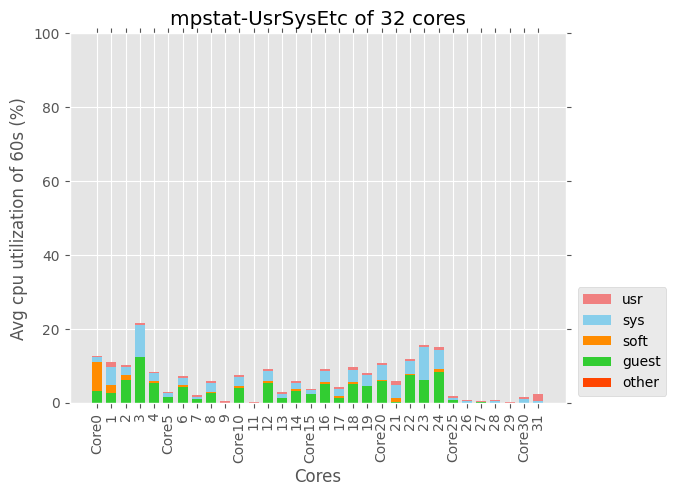 mpstat-UsrSysEtc of 32 cores
100
80
60
40
20
0
Avg cpu utilization of 60s (%)
Core0
1
2
3
4
Core5
6
7
8
9
Core10
11
12
13
14
Core15
16
17
18
19
Core20
21
22
23
24
Core25
26
27
28
29
Core30
31
Cores
usr
sys
soft
guest
other